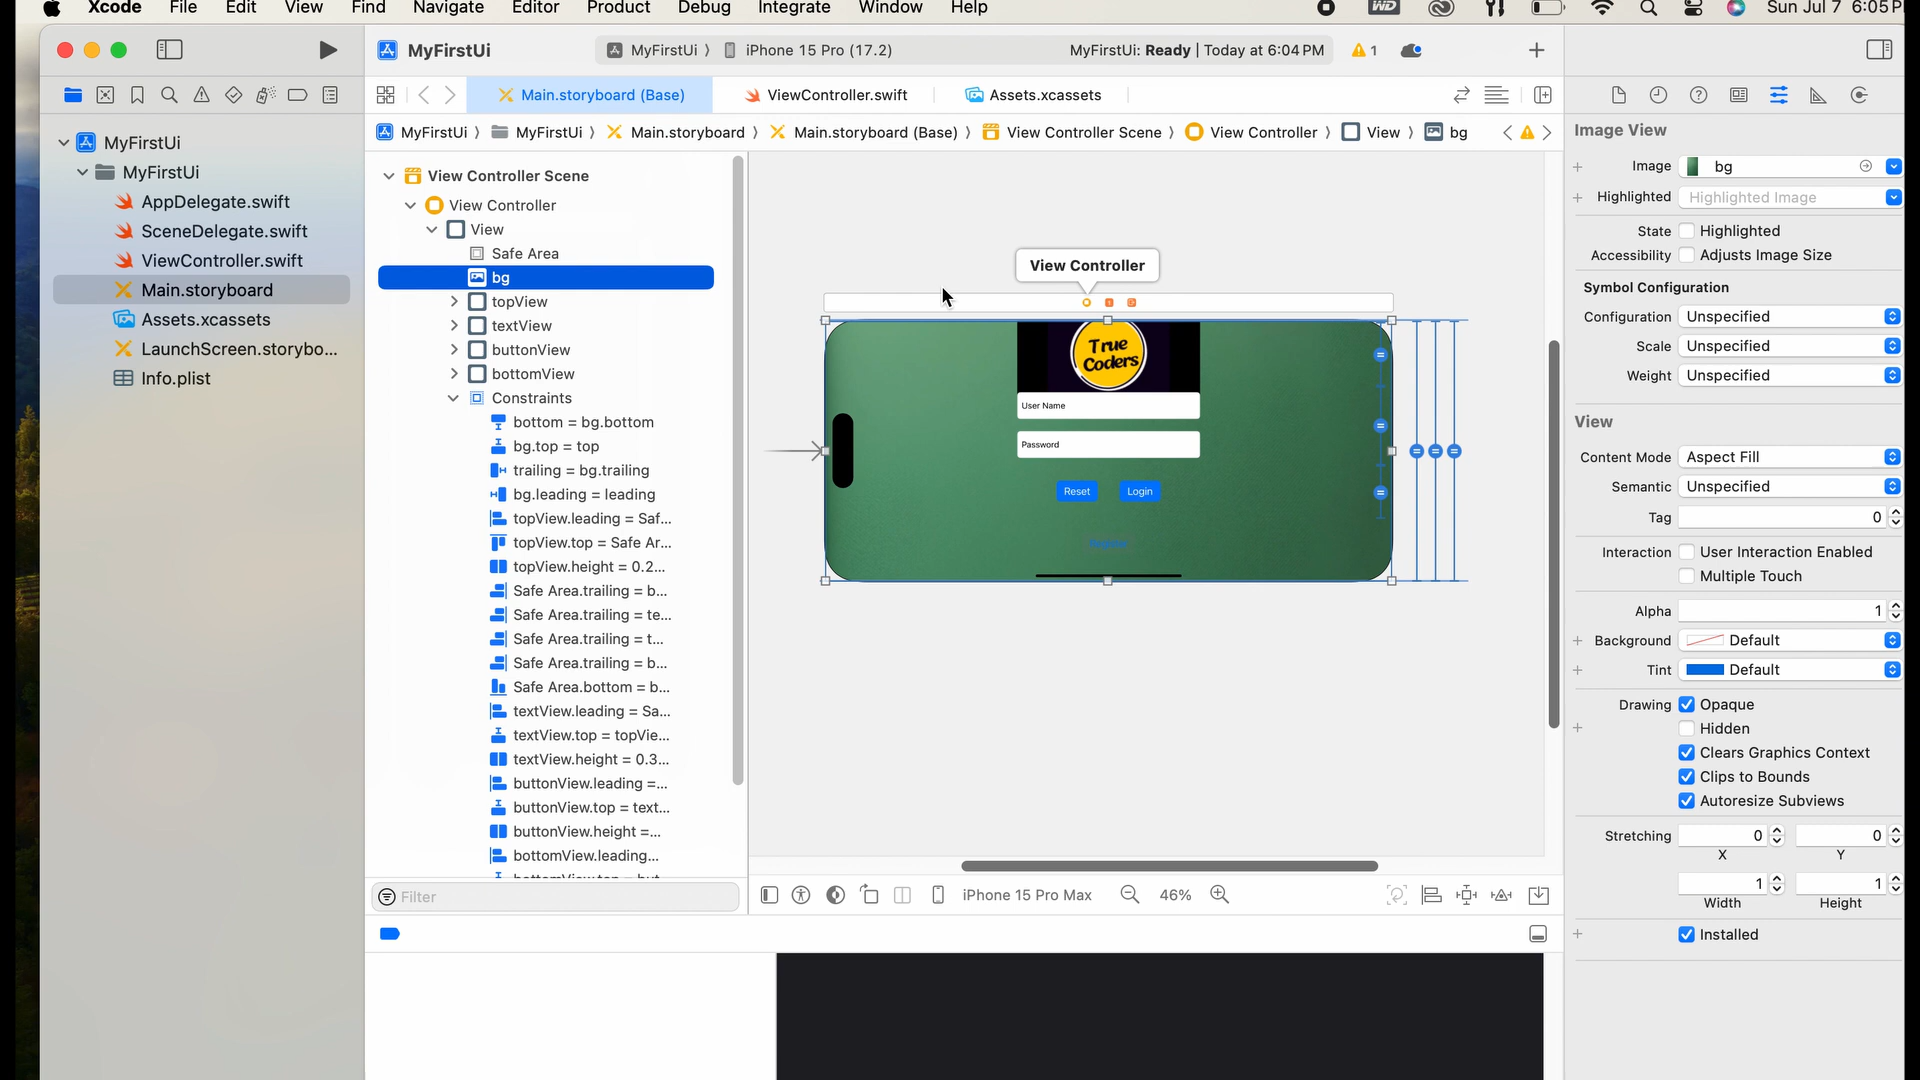 Xcode File Edit View Find Navigate Editor Product Debug Integrate Window Help WD Sun Jul 7 6:05P
MyFirstUi MyFirstUi iPhone 15 Pro (17.2) MyFirstUi: Ready | Today at 6:04 PM 1
Main.storyboard (Base) ViewController.swift Assets.xcassets
MyFirstUi MyFirstUi Main.storyboard Main.storyboard (Base) View Controller Scene View Controller View bg
MyFirstUi
MyFirstUi
AppDelegate.swift
SceneDelegate.swift
ViewController.swift
Main.storyboard
Assets.xcassets
LaunchScreen.storybo...
Info.plist
View Controller Scene
View Controller
View
Safe Area
bg
topView
textView
buttonView
bottomView
Constraints
bottom = bg.bottom
bg.top = top
trailing = bg.trailing
bg.leading = leading
topView.leading = Saf...
topView.top = Safe Ar...
topView.height = 0.2...
Safe Area.trailing = b...
Safe Area.trailing = te...
Safe Area.trailing = t...
Safe Area.trailing = b...
Safe Area.bottom = b...
textView.leading = Sa...
textView.top = topVie...
textView.height = 0.3...
buttonView.leading =...
buttonView.top = text...
buttonView.height =...
bottomView.leading...
Filter
View Controller
True
Coders
User Name
Password
Reset Login
iPhone 15 Pro Max 46%
Image View
Image bg
Highlighted Highlighted Image
State Highlighted
Accessibility Adjusts Image Size
Symbol Configuration
Configuration Unspecified
Scale Unspecified
Weight Unspecified
View
Content Mode Aspect Fill
Semantic Unspecified
Tag 0
Interaction User Interaction Enabled
Multiple Touch
Alpha 1
Background Default
Tint Default
Drawing Opaque
Hidden
Clears Graphics Context
Clips to Bounds
Autoresize Subviews
Stretching 0 0
X Y
1 1
Width Height
Installed